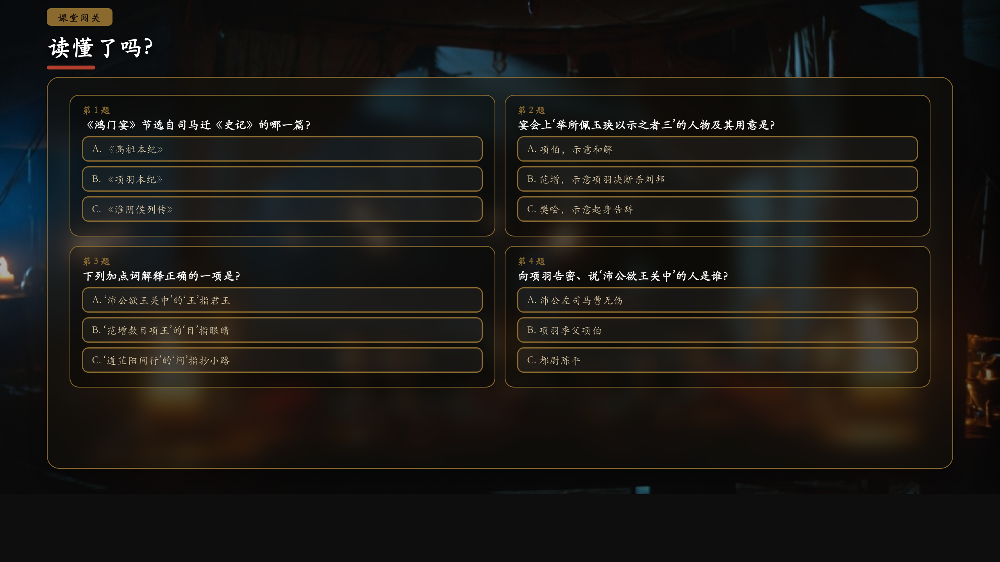 课堂闯关
读懂了吗?
第 1 题
《鸿门宴》节选自司马迁《史记》的哪一篇?
A. 《高祖本纪》
B. 《项羽本纪》
C. 《淮阴侯列传》
第 2 题
宴会上‘举所佩玉玦以示之者三’的人物及其用意是?
A. 项伯，示意和解
B. 范增，示意项羽决断杀刘邦
C. 樊哙，示意起身告辞
第 3 题
下列加点词解释正确的一项是?
A. ‘沛公欲王关中’的‘王’指君王
B. ‘范增数目项王’的‘目’指眼睛
C. ‘道芷阳间行’的‘间’指抄小路
第 4 题
向项羽告密、说‘沛公欲王关中’的人是谁?
A. 沛公左司马曹无伤
B. 项羽季父项伯
C. 都尉陈平